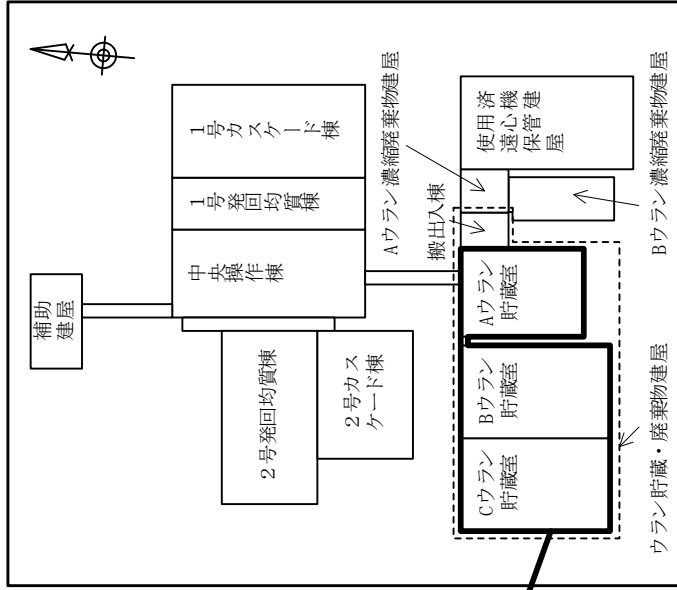 補助
建屋
1号カスケード棟
1号発回均質棟
中央
操作
棟
2号発回均質棟
2号カス
ケード棟
Aウラン濃縮廃棄物建屋
搬出入棟
使用済
遠心機
保管建
屋
Aウラン
貯蔵室
Bウラン
貯蔵室
Cウラン
貯蔵室
Bウラン濃縮廃棄物建屋
ウラン貯蔵・廃棄物建屋